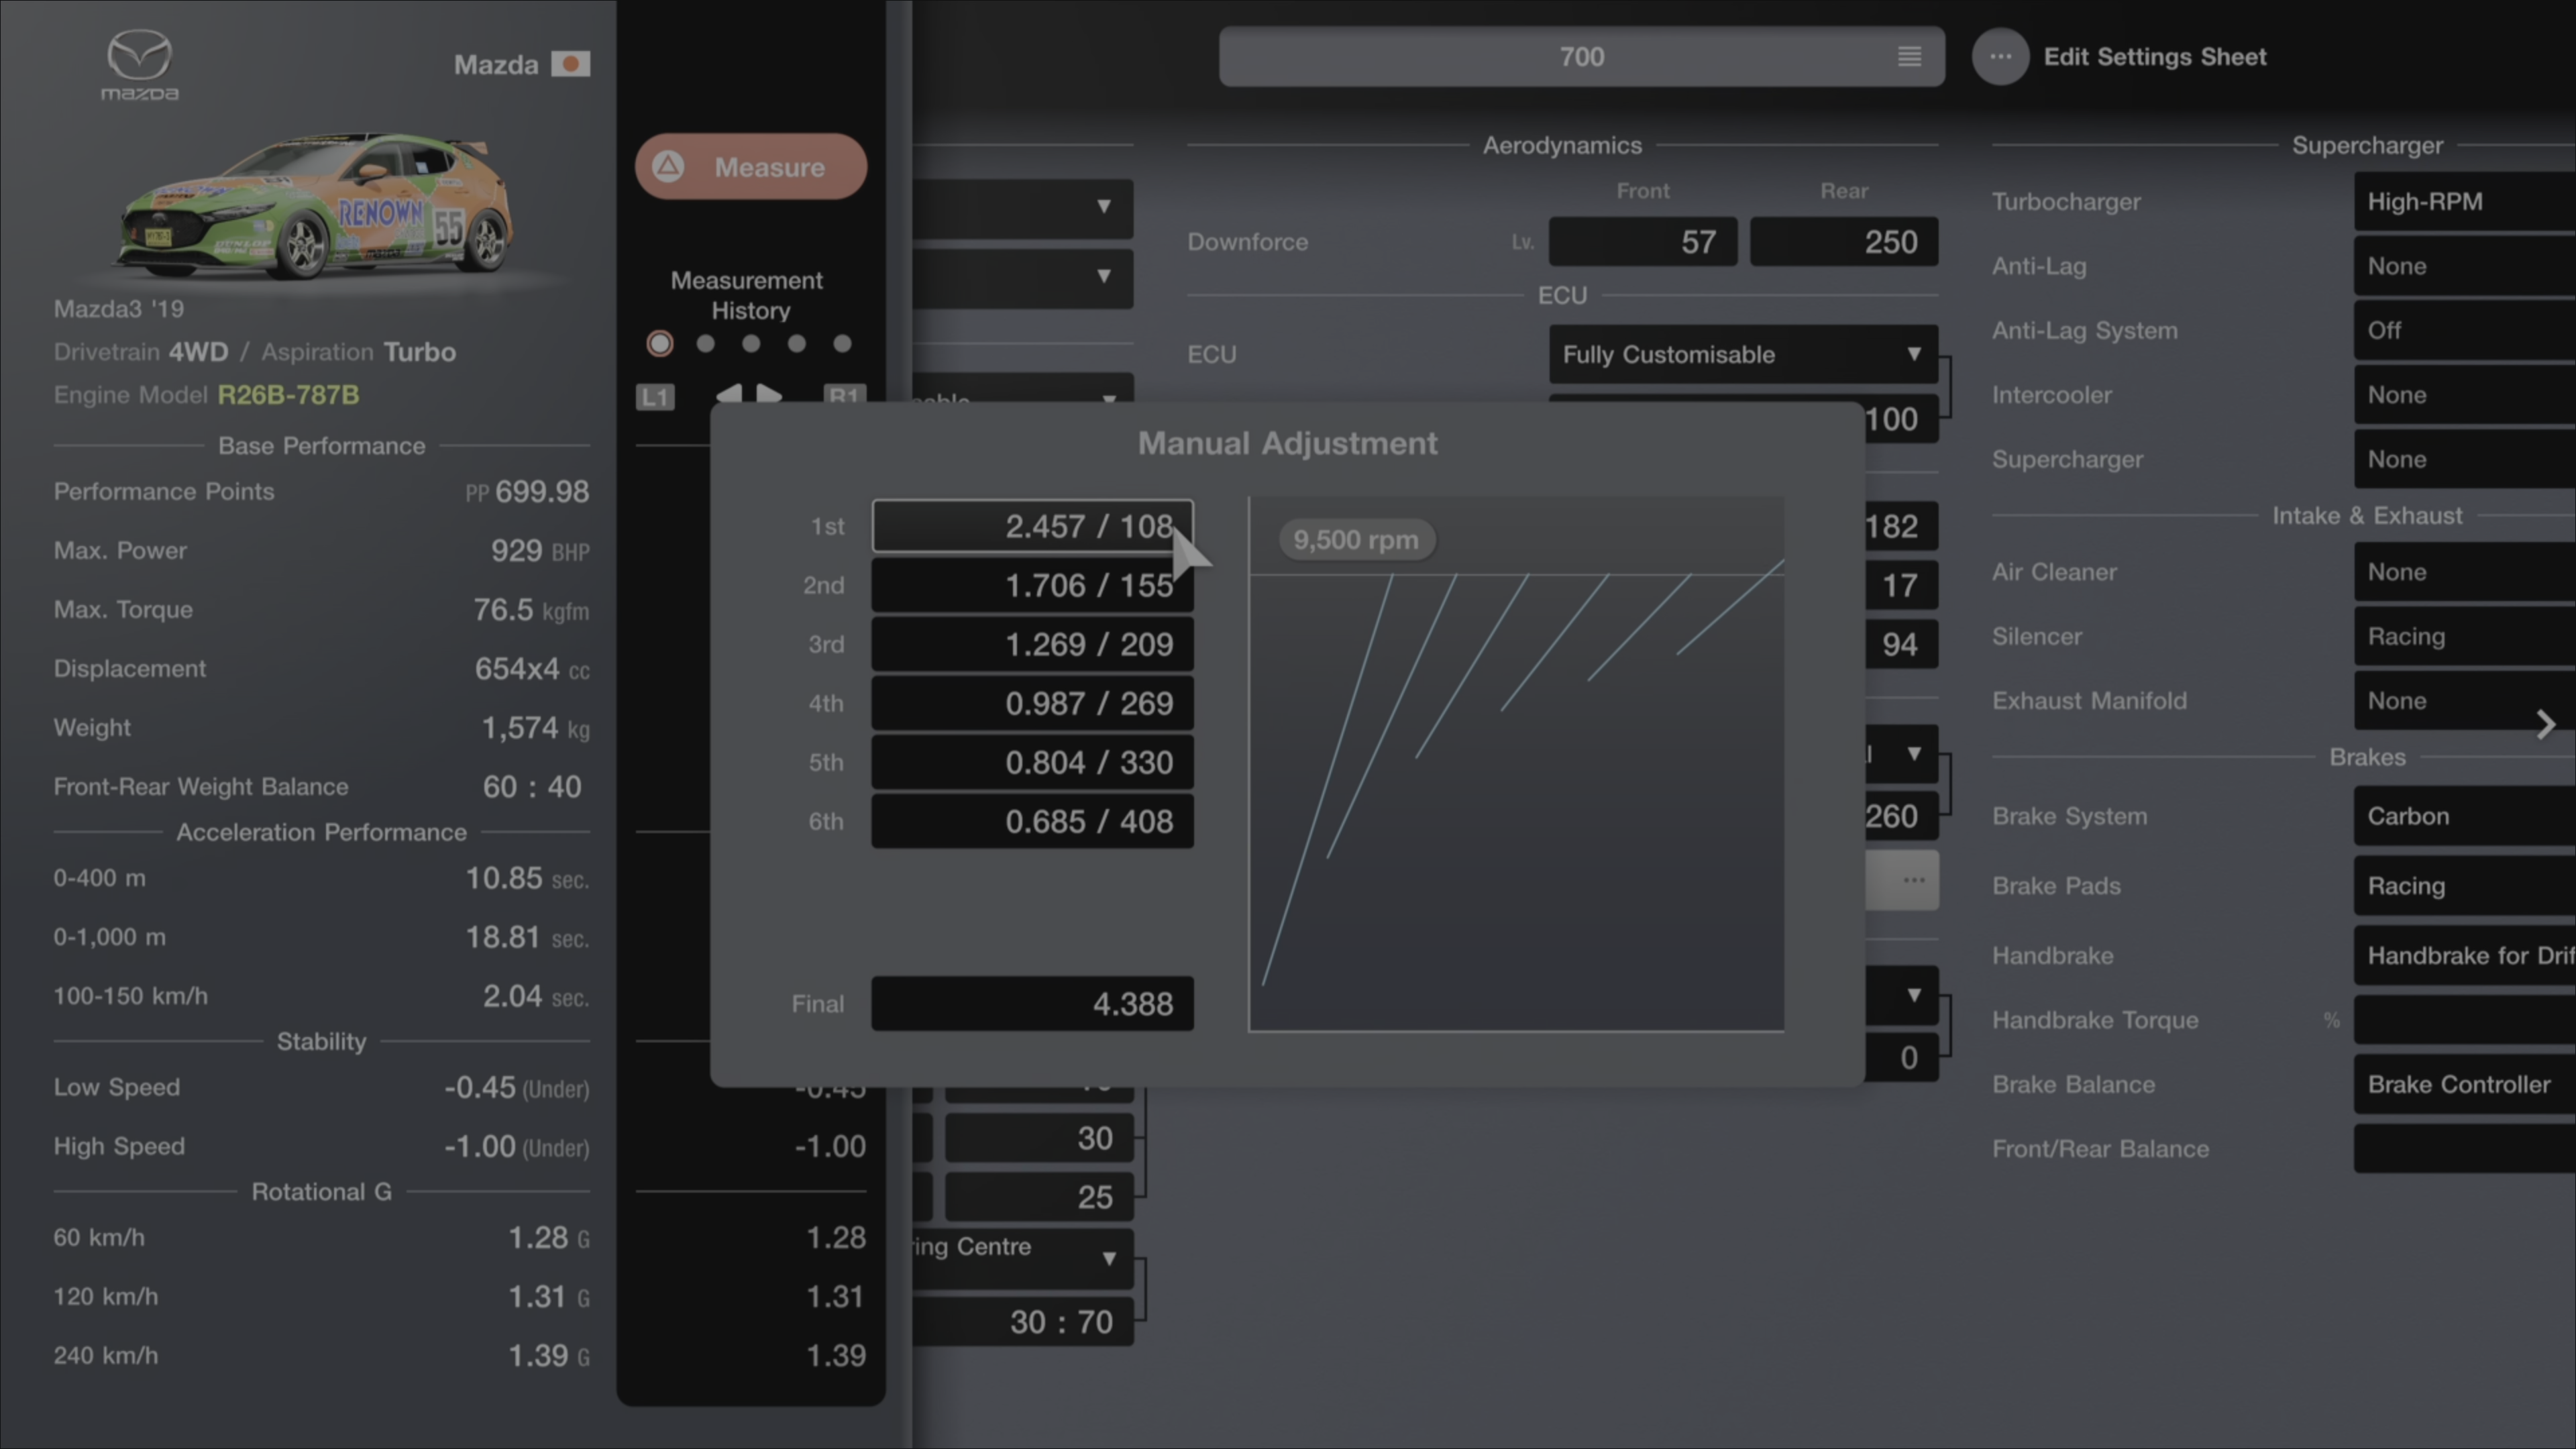 mazda
Mazda
RENOWN
55
DUNLOP
Mazda3 '19
Drivetrain 4WD / Aspiration Turbo
Engine Model R26B-787B
Base Performance
Performance Points PP 699.98
Max. Power 929 BHP
Max. Torque 76.5 kgfm
Displacement 654x4 cc
Weight 1,574 kg
Front-Rear Weight Balance 60 : 40
Acceleration Performance
0-400 m 10.85 sec.
0-1,000 m 18.81 sec.
100-150 km/h 2.04 sec.
Stability
Low Speed -0.45 (Under)
High Speed -1.00 (Under)
Rotational G
60 km/h 1.28 G
120 km/h 1.31 G
240 km/h 1.39 G
Measure
Measurement
History
L1 R1
-0.45
-1.00
1.28
1.31
1.39
30
25
ing Centre
30 : 70
700
Edit Settings Sheet
Aerodynamics
Front Rear
Downforce Lv. 57 250
ECU
ECU Fully Customisable
100
182
17
94
260
0
Manual Adjustment
1st 2.457 / 108
2nd 1.706 / 155
3rd 1.269 / 209
4th 0.987 / 269
5th 0.804 / 330
6th 0.685 / 408
Final 4.388
9,500 rpm
Supercharger
Turbocharger High-RPM
Anti-Lag None
Anti-Lag System Off
Intercooler None
Supercharger None
Intake & Exhaust
Air Cleaner None
Silencer Racing
Exhaust Manifold None
Brakes
Brake System Carbon
Brake Pads Racing
Handbrake Handbrake for Drif
Handbrake Torque %
Brake Balance Brake Controller
Front/Rear Balance